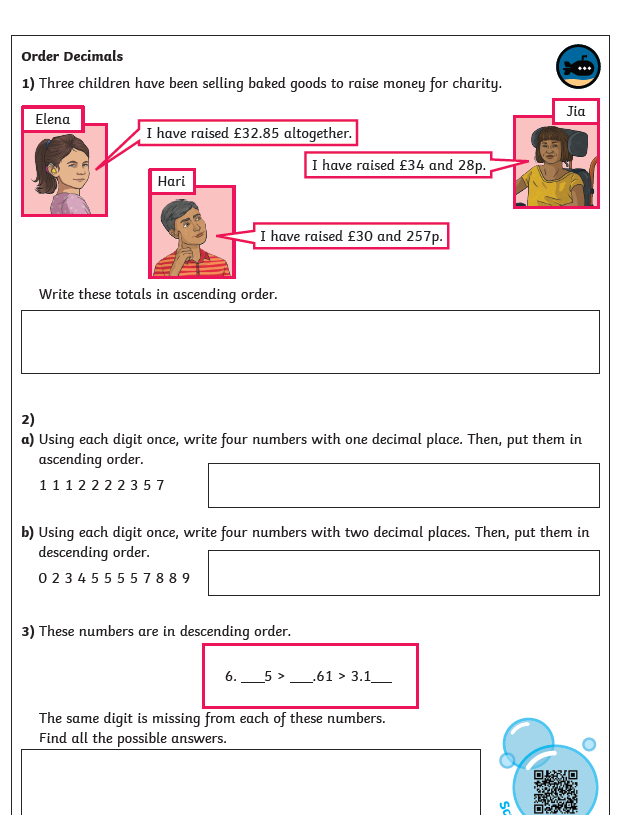 Order Decimals
1) Three children have been selling baked goods to raise money for charity.
Elena
I have raised £32.85 altogether.
Jia
I have raised £34 and 28p.
Hari
I have raised £30 and 257p.
Write these totals in ascending order.
2)
a) Using each digit once, write four numbers with one decimal place. Then, put them in
ascending order.
1 1 1 2 2 2 2 3 5 7
b) Using each digit once, write four numbers with two decimal places. Then, put them in
descending order.
0 2 3 4 5 5 5 5 5 7 8 8 9
3) These numbers are in descending order.
6. ___5 > ___.61 > 3.1___
The same digit is missing from each of these numbers.
Find all the possible answers.